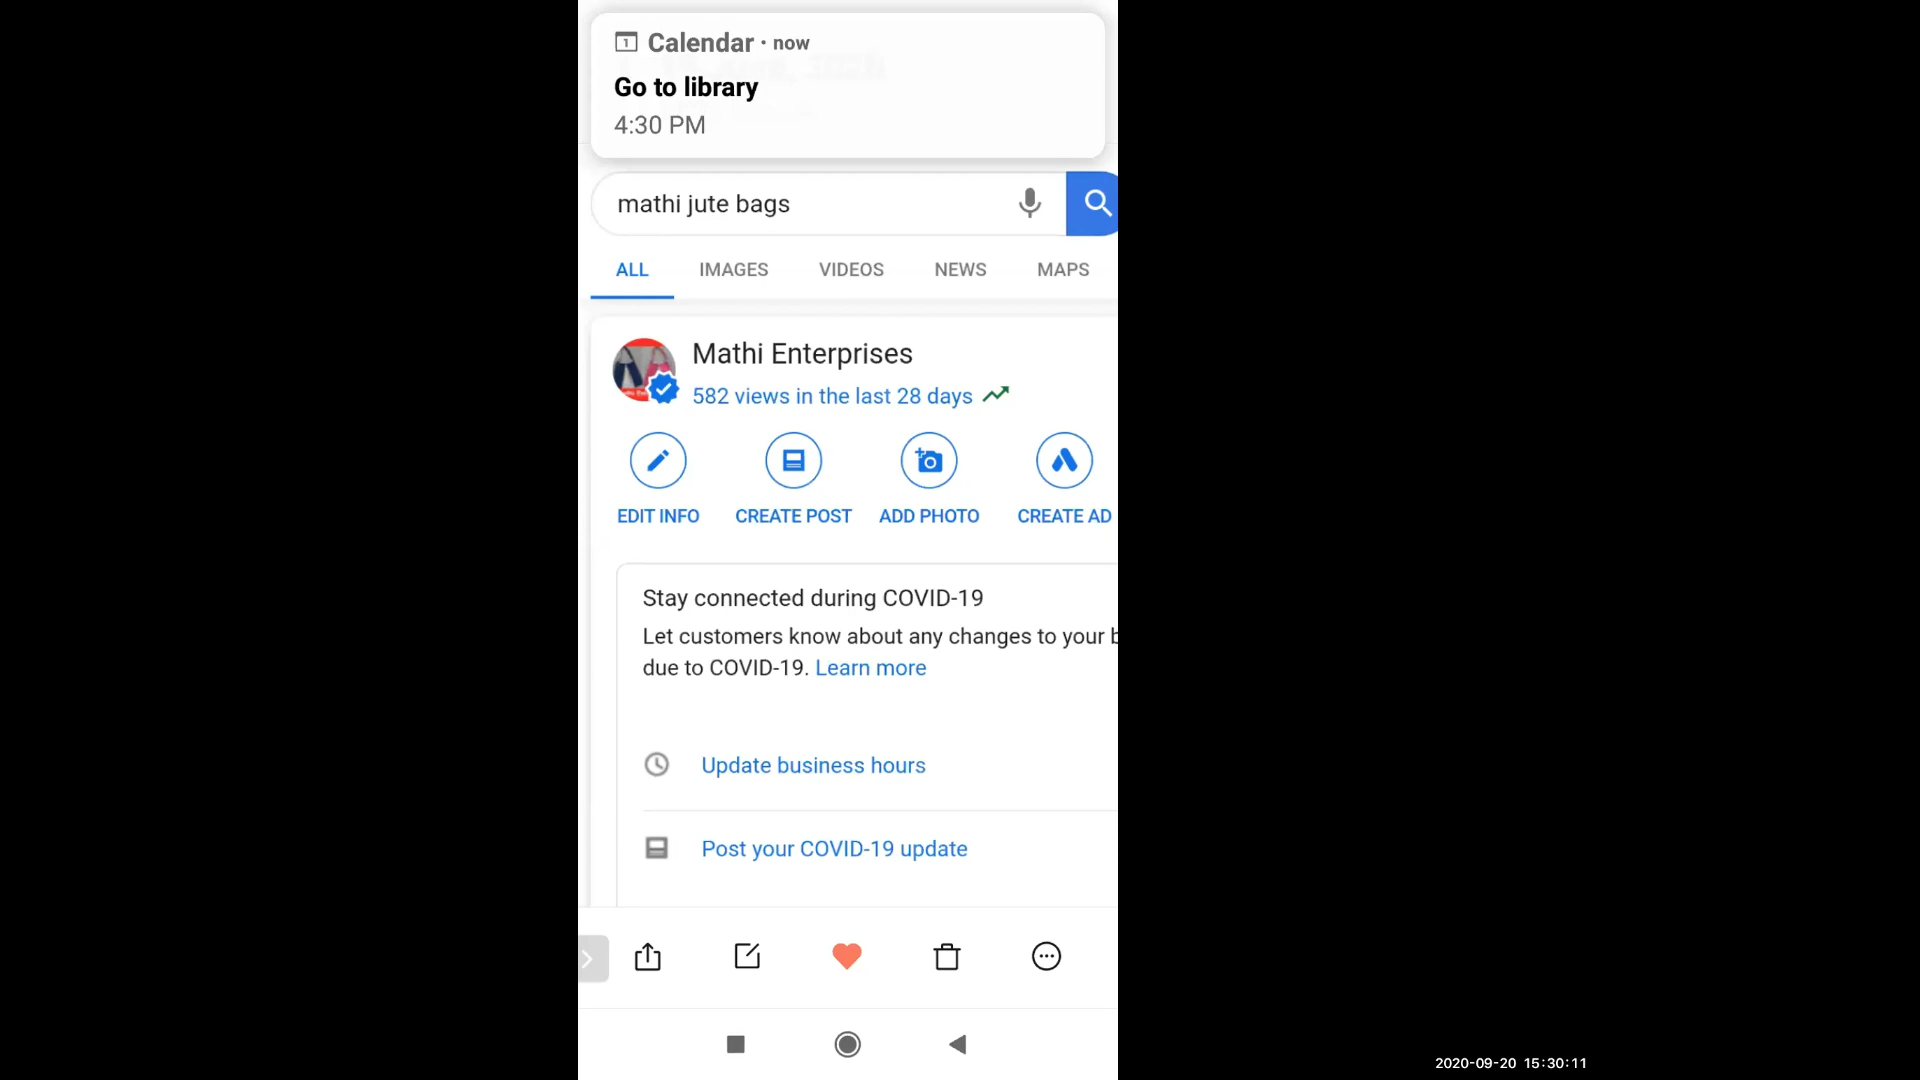 Calendar · now
Go to library
4:30 PM
mathi jute bags
ALL IMAGES VIDEOS NEWS MAPS
Mathi Enterprises
582 views in the last 28 days
EDIT INFO CREATE POST ADD PHOTO CREATE AD
Stay connected during COVID-19
Let customers know about any changes to your b
due to COVID-19. Learn more
Update business hours
Post your COVID-19 update
2020-09-20 15:30:11